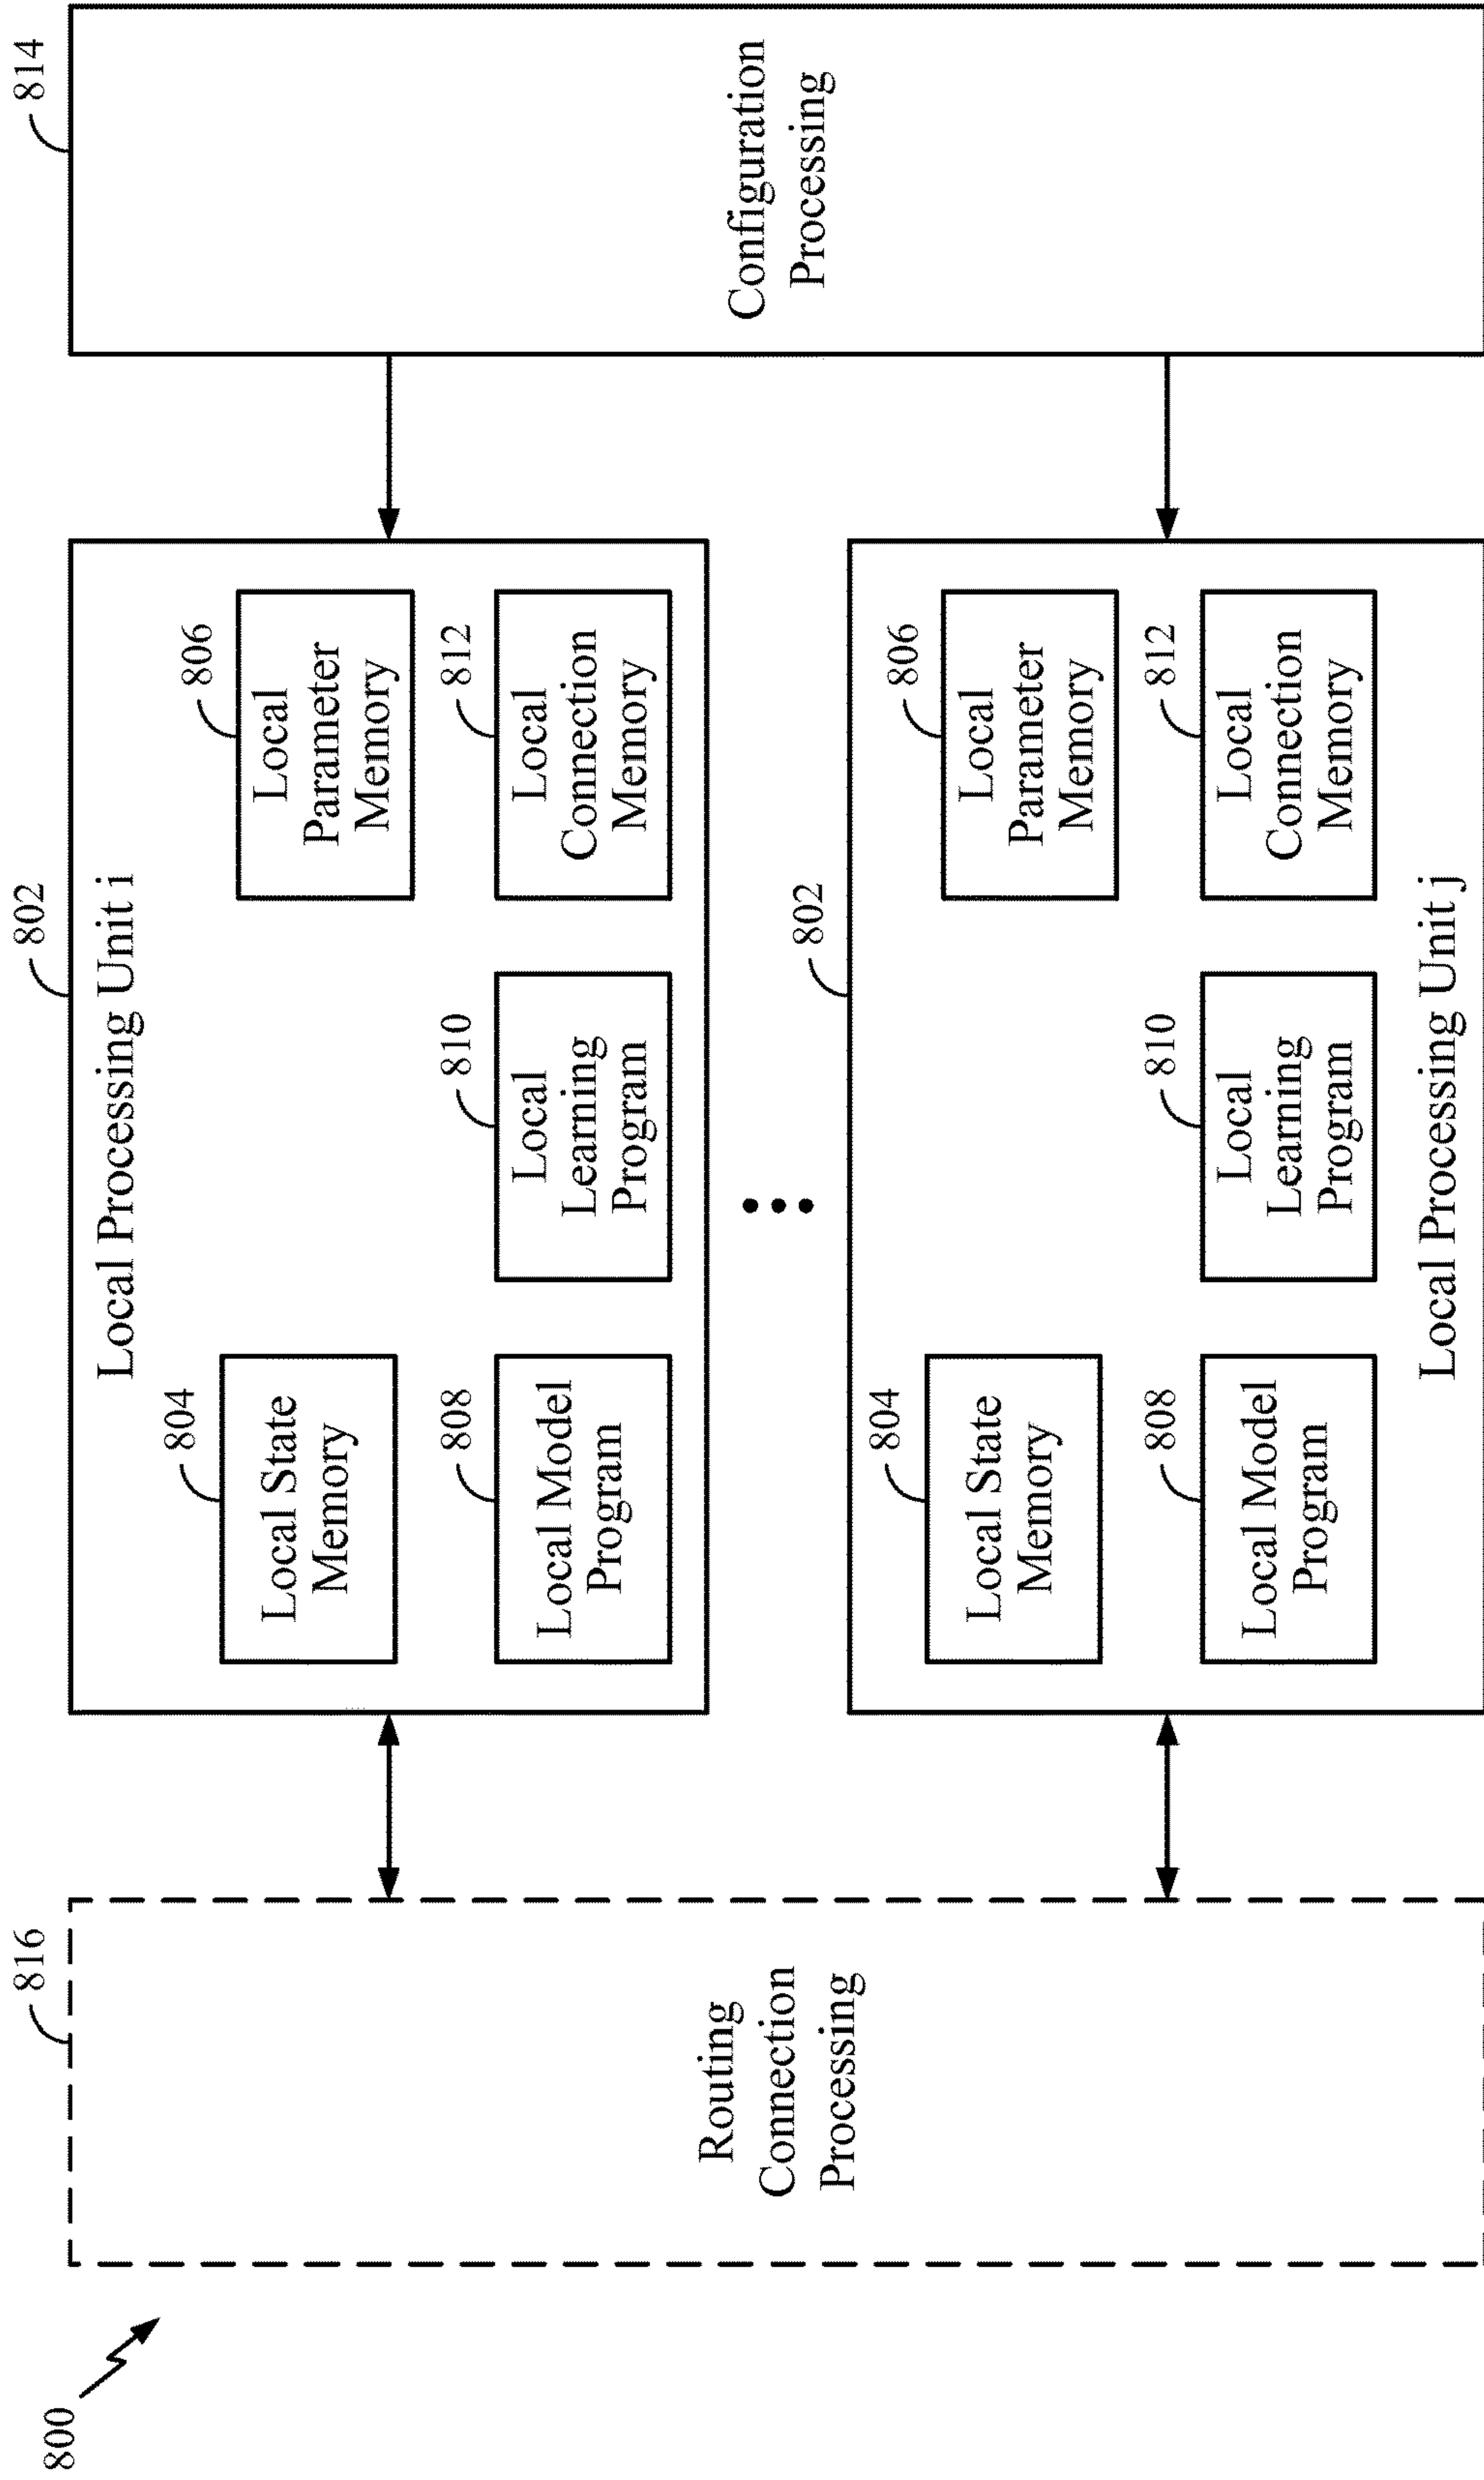 800
816
Routing
Connection
Processing
802
Local Processing Unit i
804
Local State
Memory
806
Local
Parameter
Memory
808
Local Model
Program
810
Local
Learning
Program
812
Local
Connection
Memory
802
804
Local State
Memory
806
Local
Parameter
Memory
808
Local Model
Program
810
Local
Learning
Program
812
Local
Connection
Memory
Local Processing Unit j
814
Configuration
Processing